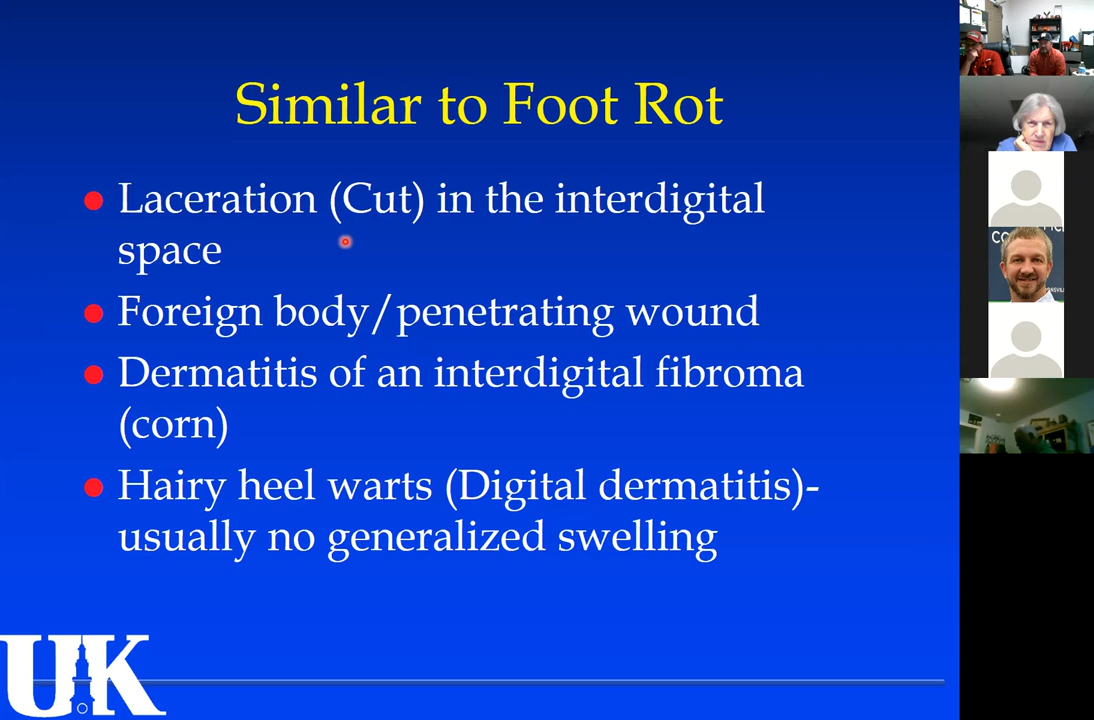 Similar to Foot Rot
Laceration (Cut) in the interdigital
space
Foreign body/penetrating wound
Dermatitis of an interdigital fibroma
(corn)
Hairy heel warts (Digital dermatitis)-
usually no generalized swelling
UK